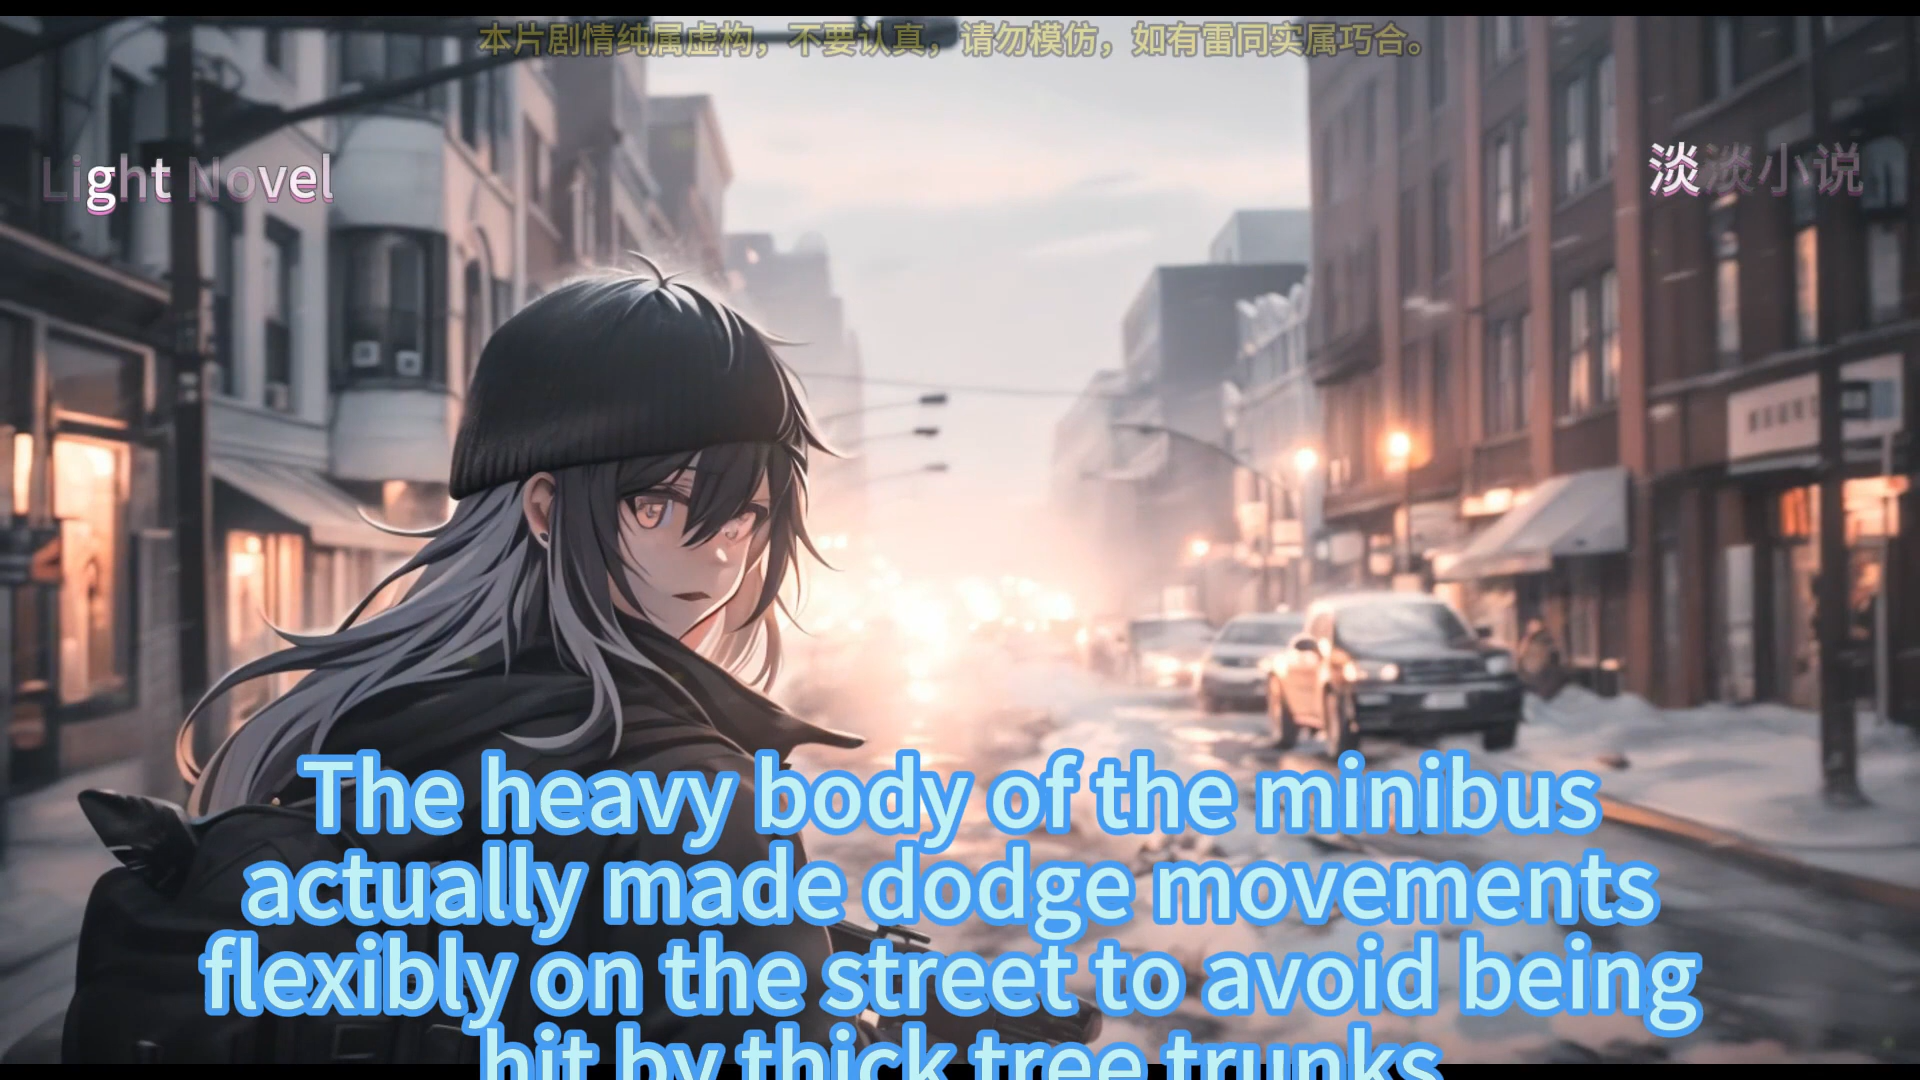 本片剧情纯属虚构，不要认真，请勿模仿，如有雷同实属巧合。
Light Novel
淡淡小说
The heavy body of the minibus
actually made dodge movements
flexibly on the street to avoid being
hit by thick tree trunks